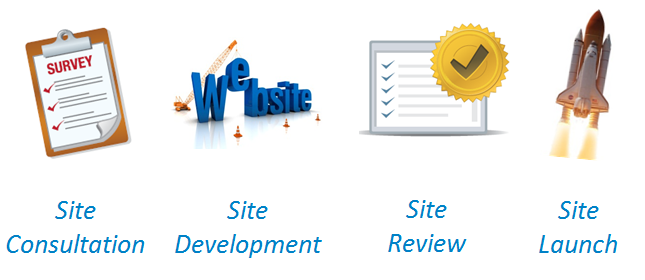 SURVEY
Website
Site
Consultation
Site
Development
Site
Review
Site
Launch